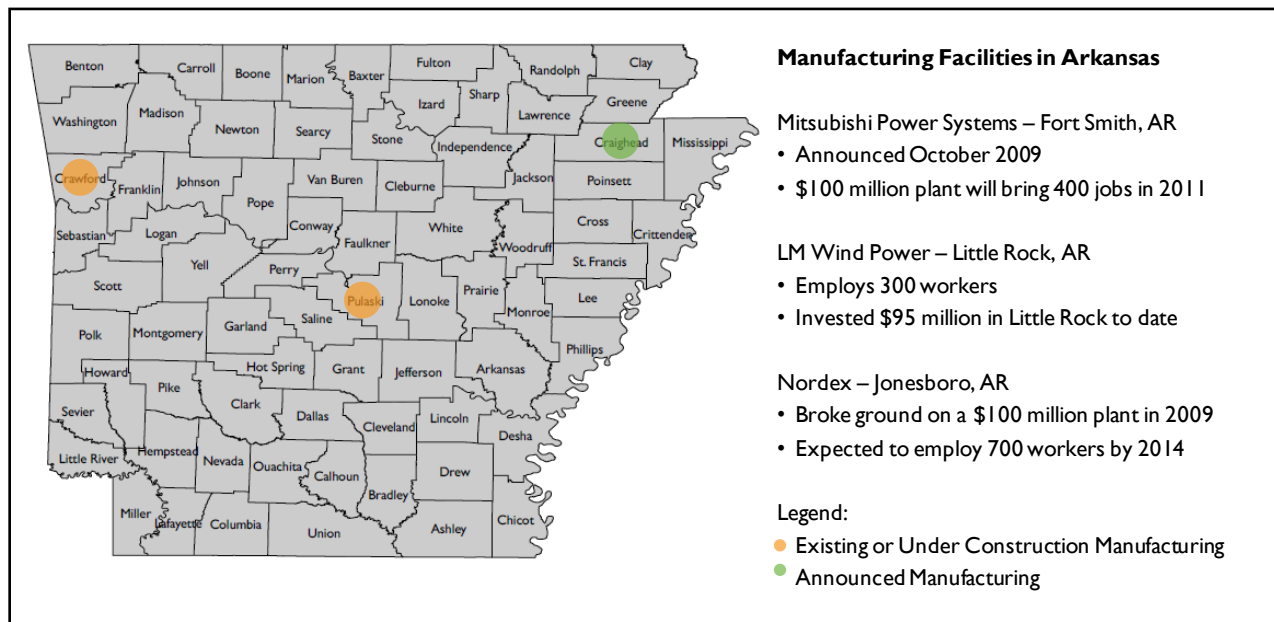 Manufacturing Facilities in Arkansas
Mitsubishi Power Systems – Fort Smith, AR
• Announced October 2009
• $100 million plant will bring 400 jobs in 2011
LM Wind Power – Little Rock, AR
• Employs 300 workers
• Invested $95 million in Little Rock to date
Nordex – Jonesboro, AR
• Broke ground on a $100 million plant in 2009
• Expected to employ 700 workers by 2014
Legend:
Existing or Under Construction Manufacturing
Announced Manufacturing
Benton
Carroll
Boone
Marion
Baxter
Fulton
Sharp
Randolph
Clay
Greene
Izard
Lawrence
Washington
Madison
Newton
Searcy
Stone
Independence
Craighead
Mississippi
Crawford
Franklin
Johnson
Van Buren
Cleburne
Jackson
Poinsett
Pope
Conway
White
Cross
Crittenden
Sebastian
Logan
Faulkner
Woodruff
St. Francis
Scott
Yell
Perry
Pulaski
Lonoke
Prairie
Lee
Monroe
Saline
Garland
Polk
Montgomery
Phillips
Hot Spring
Grant
Jefferson
Arkansas
Howard
Pike
Clark
Dallas
Cleveland
Lincoln
Desha
Sevier
Little River
Hempstead
Nevada
Ouachita
Calhoun
Bradley
Drew
Miller
Lafayette
Columbia
Union
Ashley
Chicot